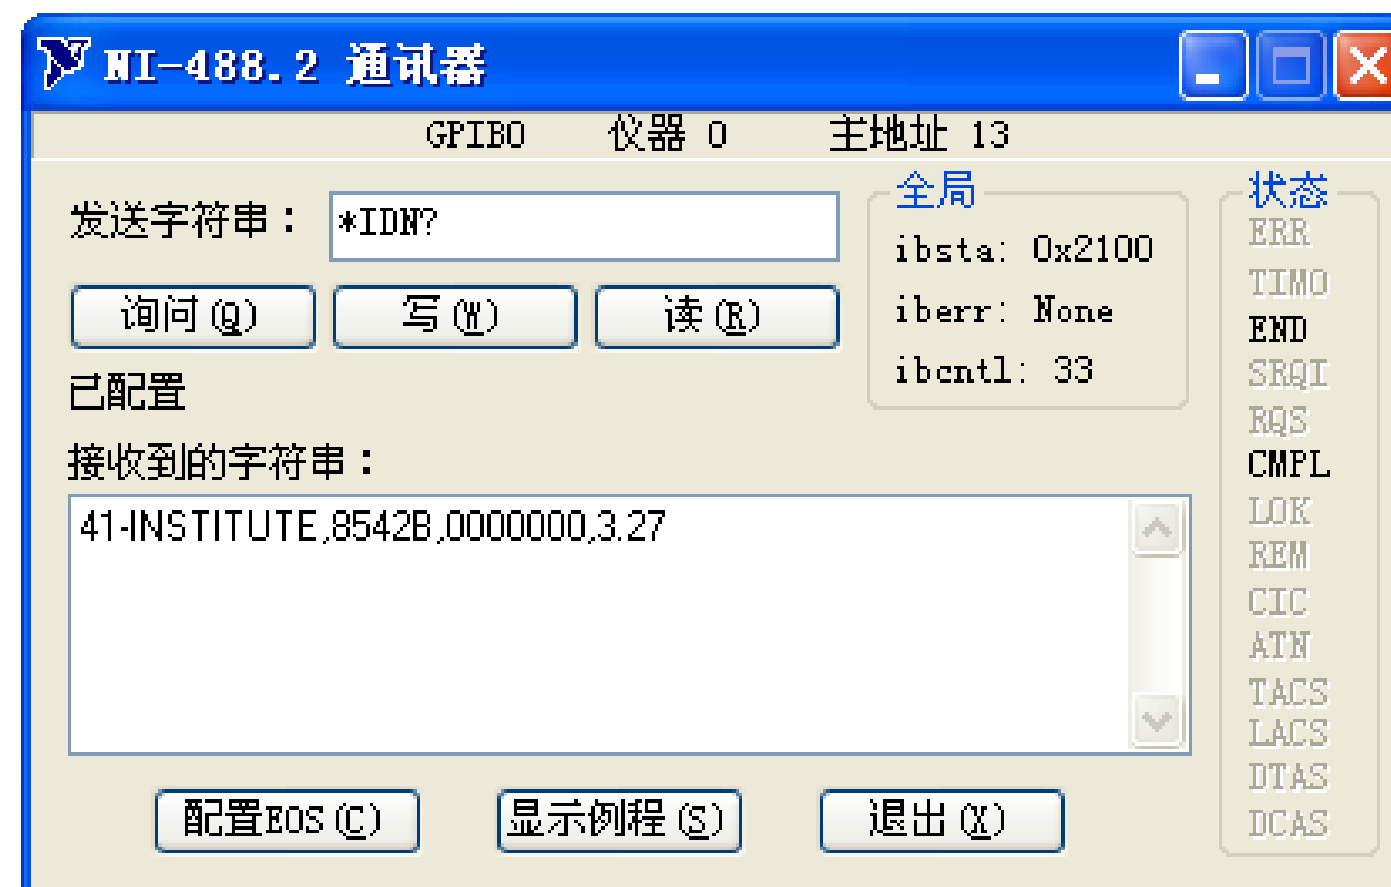 NI-488.2 通讯器
GPIB0 仪器 0 主地址 13
发送字符串： *IDN?
询问(Q) 写(W) 读(R)
已配置
全局
ibsta: 0x2100
iberr: None
ibcntl: 33
接收到的字符串：
41-INSTITUTE,8542B,0000000,3.27
配置EOS(C) 显示例程(S) 退出(X)
状态
ERR
TIMO
END
SRQI
RQS
CMPL
LOK
REM
CIC
ATN
TACS
LACS
DTAS
DCAS